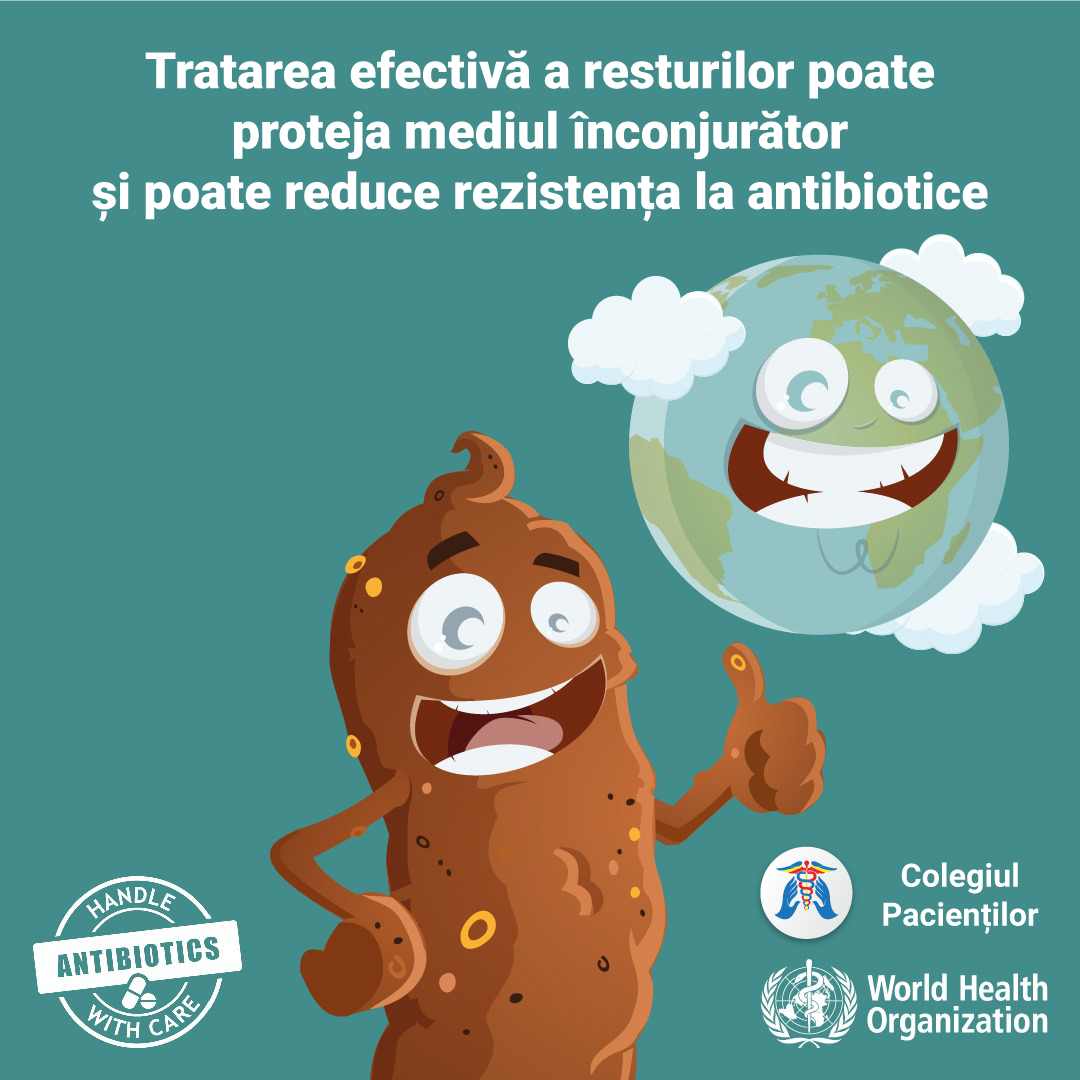 Tratarea efectivă a resturilor poate
proteja mediul înconjurător
și poate reduce rezistența la antibiotice
HANDLE
ANTIBIOTICS
WITH CARE
Colegiul
Pacienților
World Health
Organization